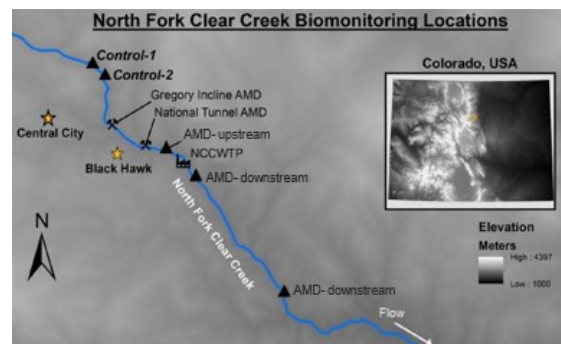 North Fork Clear Creek Biomonitoring Locations
Control-1
Control-2
Colorado, USA
Gregory Incline AMD
National Tunnel AMD
Central City
AMD-upstream
NCCWTP
Black Hawk
AMD-downstream
North Fork Clear Creek
N
Elevation
Meters
High : 4397
Low : 1000
AMD- downstream
Flow